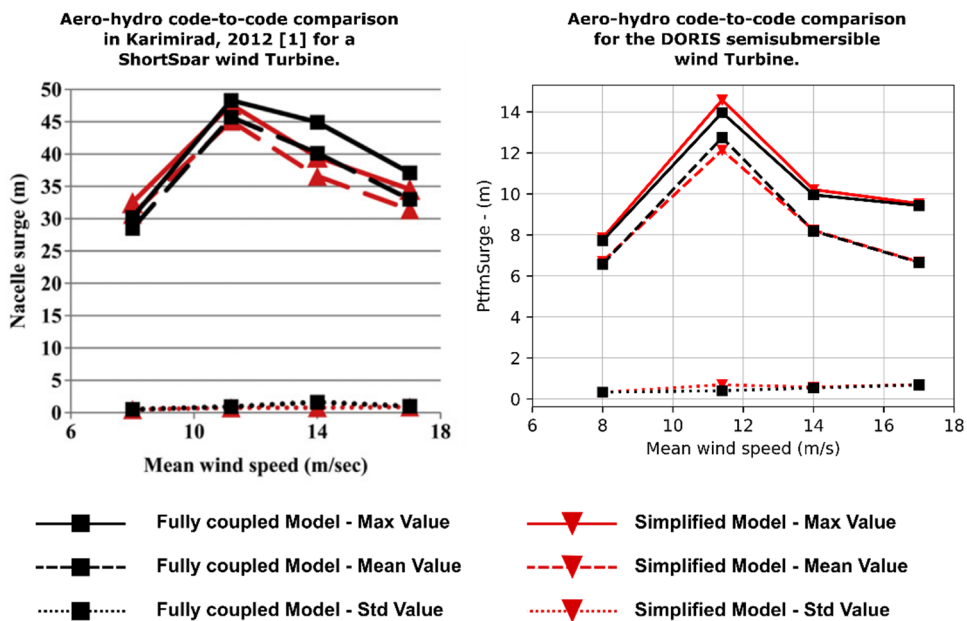 Aero-hydro code-to-code comparison
in Karimirad, 2012 [1] for a
ShortSpar wind Turbine.
50
45
40
35
30
25
20
15
10
5
0
Nacelle surge (m)
6
10
14
18
Mean wind speed (m/sec)
Aero-hydro code-to-code comparison
for the DORIS semisubmersible
wind Turbine.
14
12
10
8
6
4
2
0
PtfmSurge - (m)
6
8
10
12
14
16
18
Mean wind speed (m/s)
Fully coupled Model - Max Value
Fully coupled Model - Mean Value
Fully coupled Model - Std Value
Simplified Model - Max Value
Simplified Model - Mean Value
Simplified Model - Std Value